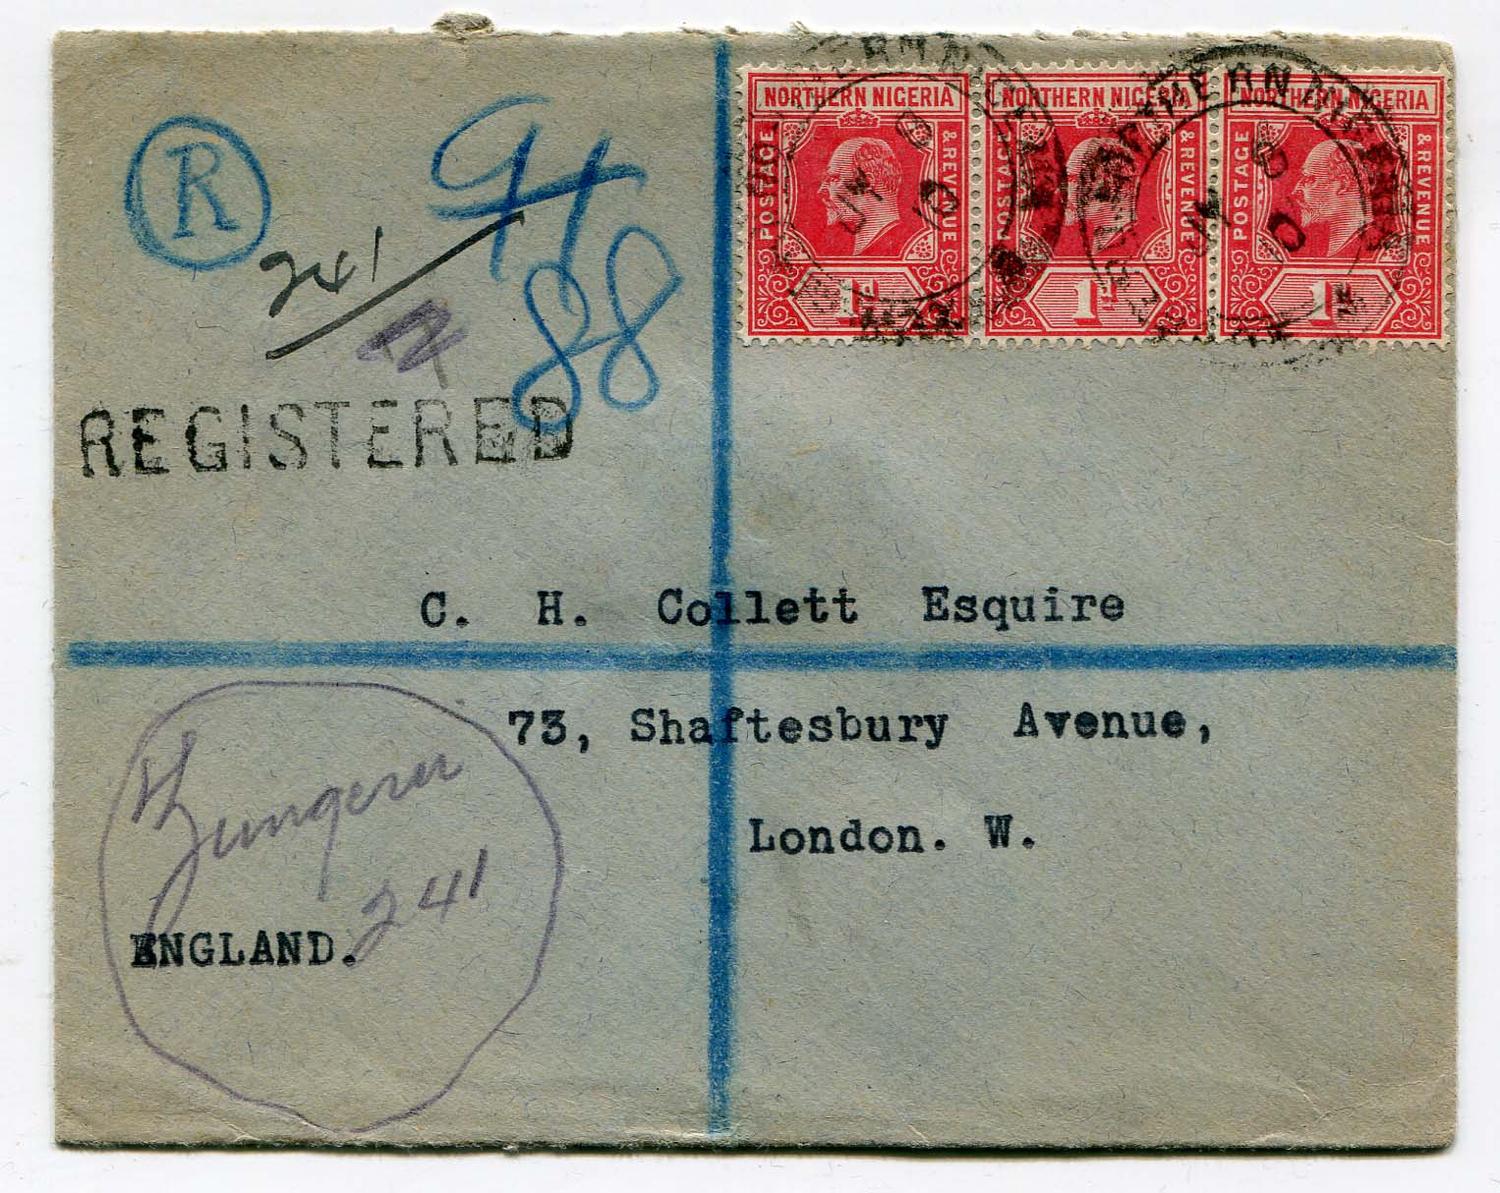 NORTHERN NIGERIA NORTHERN NIGERIA NORTHERN NIGERIA
POSTAGE & REVENUE POSTAGE & REVENUE POSTAGE & REVENUE
1d 1d 1d
R
241
88
REGISTERED
C. H. Collett Esquire
73, Shaftesbury Avenue,
London. W.
Zungeru
241
ENGLAND.